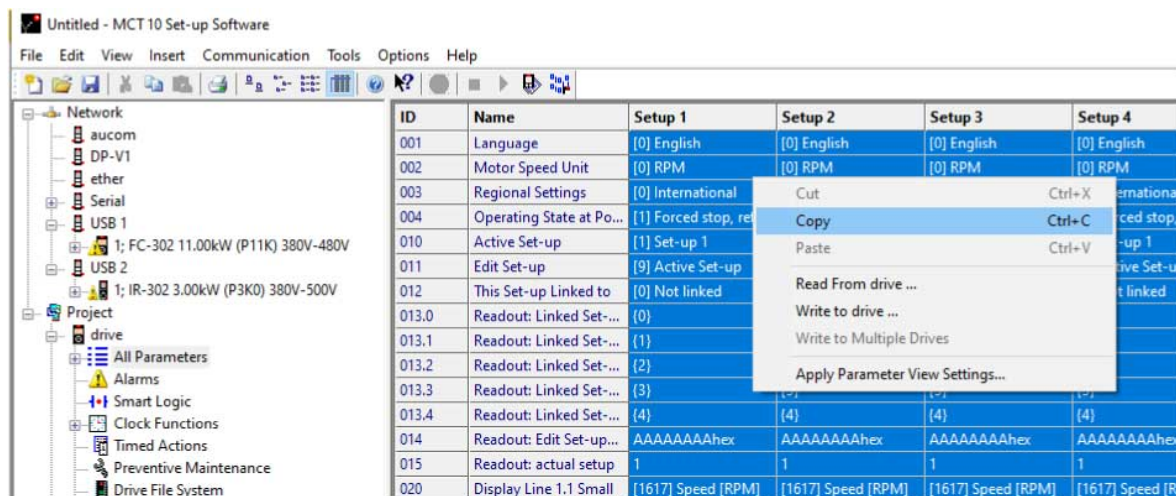 Untitled - MCT 10 Set-up Software
File Edit View Insert Communication Tools Options Help
Network
aucom
DP-V1
ether
Serial
USB 1
1; FC-302 11.00kW (P11K) 380V-480V
USB 2
1; IR-302 3.00kW (P3K0) 380V-500V
Project
drive
All Parameters
Alarms
Smart Logic
Clock Functions
Timed Actions
Preventive Maintenance
Drive File System
ID Name Setup 1 Setup 2 Setup 3 Setup 4
001 Language [0] English [0] English [0] English [0] English
002 Motor Speed Unit [0] RPM [0] RPM [0] RPM [0] RPM
003 Regional Settings [0] International ernationa
004 Operating State at Po... [1] Forced stop, ref ced stop,
010 Active Set-up [1] Set-up 1 -up 1
011 Edit Set-up [9] Active Set-up tive Set-u
012 This Set-up Linked to [0] Not linked t linked
013.0 Readout: Linked Set-... {0}
013.1 Readout: Linked Set-... {1}
013.2 Readout: Linked Set-... {2}
013.3 Readout: Linked Set-... {3}
013.4 Readout: Linked Set-... {4} {4} {4} {4}
014 Readout: Edit Set-up... AAAAAAAAhex AAAAAAAAhex AAAAAAAAhex AAAAAAAAhex
015 Readout: actual setup 1 1 1 1
020 Display Line 1.1 Small [1617] Speed [RPM] [1617] Speed [RPM] [1617] Speed [RPM] [1617] Speed [R
Cut Ctrl+X
Copy Ctrl+C
Paste Ctrl+V
Read From drive ...
Write to drive ...
Write to Multiple Drives
Apply Parameter View Settings...